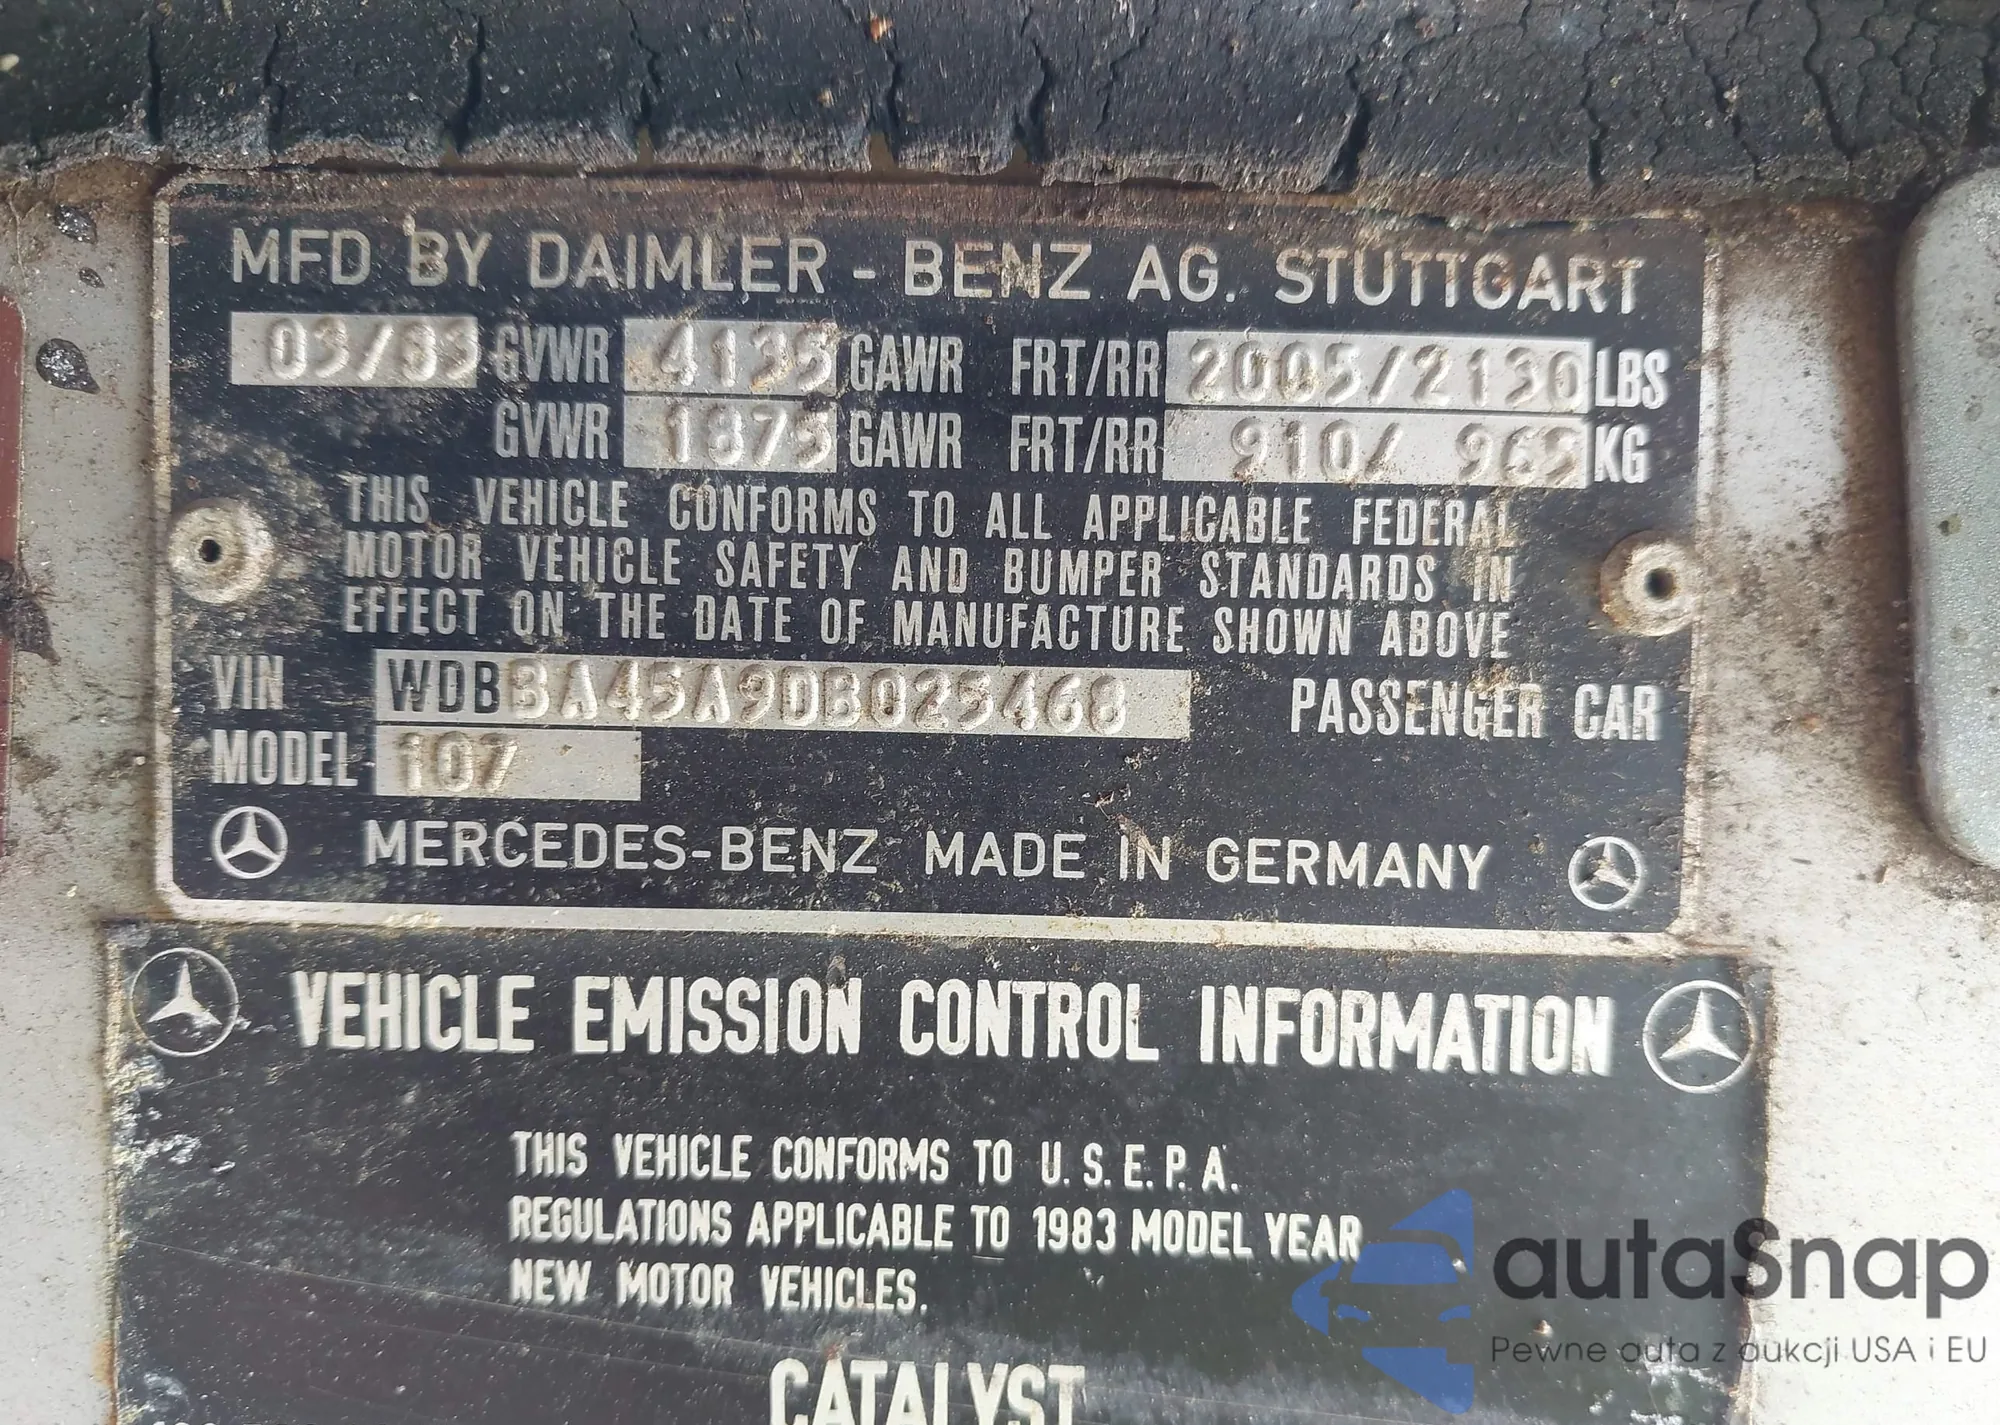 MFD BY DAIMLER - BENZ AG. STUTTGART
03/83 GVWR 4135 GAWR FRT/RR 2005/2130 LBS
GVWR 1875 GAWR FRT/RR 910/ 965 KG
THIS VEHICLE CONFORMS TO ALL APPLICABLE FEDERAL
MOTOR VEHICLE SAFETY AND BUMPER STANDARDS IN
EFFECT ON THE DATE OF MANUFACTURE SHOWN ABOVE
VIN WDBBA45A9DB025468 PASSENGER CAR
MODEL 107
MERCEDES-BENZ MADE IN GERMANY
VEHICLE EMISSION CONTROL INFORMATION
THIS VEHICLE CONFORMS TO U.S.E.P.A.
REGULATIONS APPLICABLE TO 1983 MODEL YEAR
NEW MOTOR VEHICLES.
CATALYST
autaSnap
Pewne auta z aukcji USA i EU